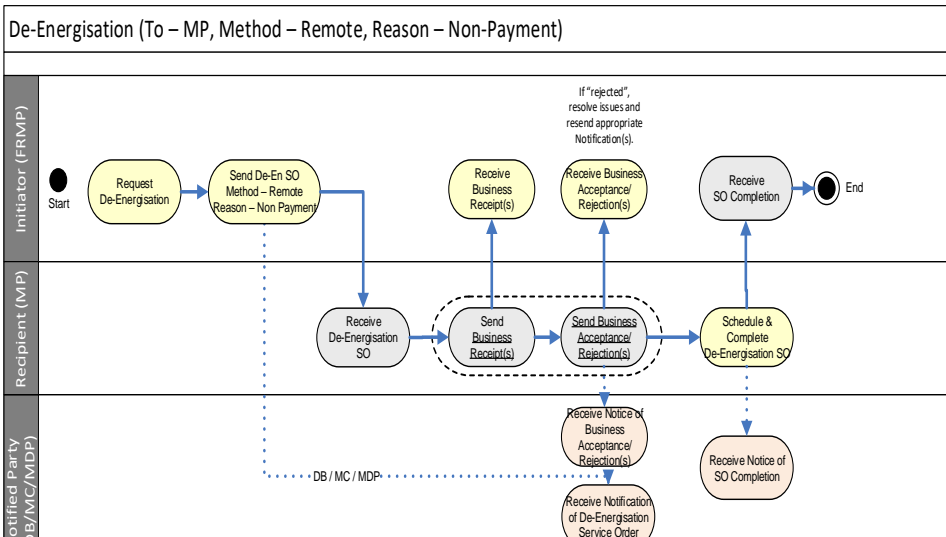 De-Energisation (To – MP, Method – Remote, Reason – Non-Payment)
Initiator (FRMP)
Start
Request
De-Energisation
Send De-En SO
Method – Remote
Reason – Non Payment
Receive
Business
Receipt(s)
If “rejected”,
resolve issues and
resend appropriate
Notification(s).
Receive Business
Acceptance/
Rejection(s)
Receive
SO Completion
End
Recipient (MP)
Receive
De-Energisation
SO
Send
Business
Receipt(s)
Send Business
Acceptance/
Rejection(s)
Schedule &
Complete
De-Energisation SO
otified Party
DB/MC/MDP)
DB / MC / MDP
Receive Notice of
Business
Acceptance/
Rejection(s)
Receive Notification
of De-Energisation
Service Order
Receive Notice of
SO Completion